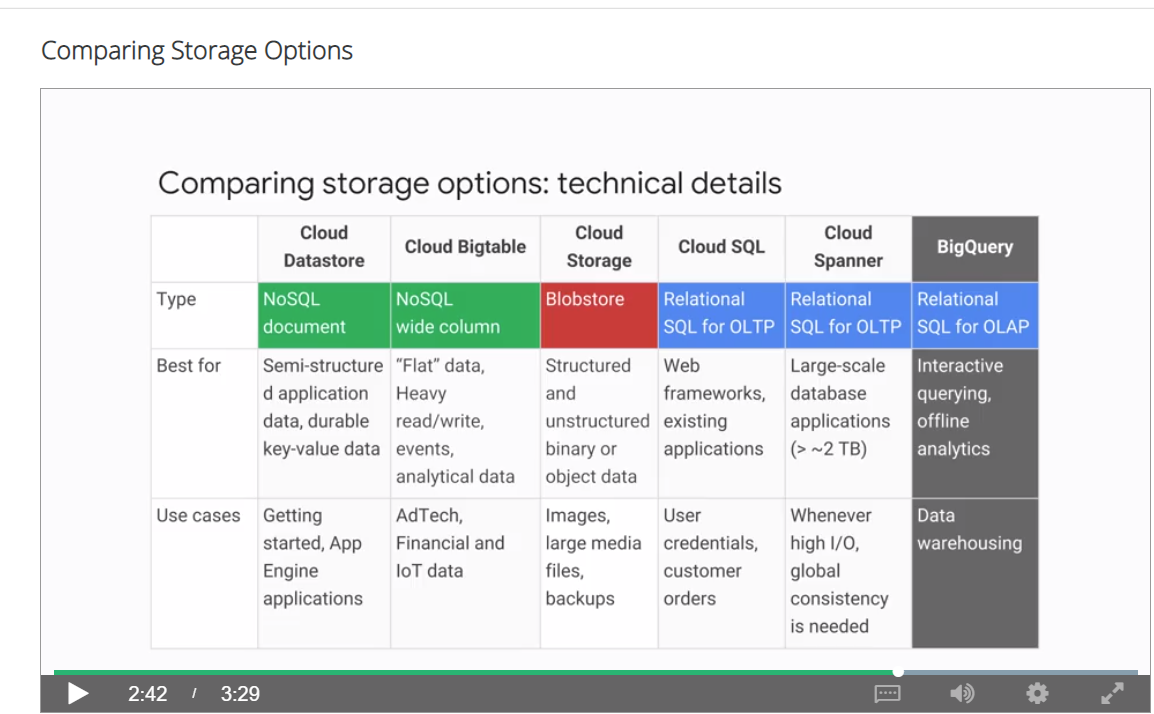 Comparing Storage Options
Comparing storage options: technical details
Cloud
Datastore
Cloud Bigtable
Cloud
Storage
Cloud SQL
Cloud
Spanner
BigQuery
Type
NoSQL
document
NoSQL
wide column
Blobstore
Relational
SQL for OLTP
Relational
SQL for OLTP
Relational
SQL for OLAP
Best for
Semi-structure
d application
data, durable
key-value data
“Flat” data,
Heavy
read/write,
events,
analytical data
Structured
and
unstructured
binary or
object data
Web
frameworks,
existing
applications
Large-scale
database
applications
(> ~2 TB)
Interactive
querying,
offline
analytics
Use cases
Getting
started, App
Engine
applications
AdTech,
Financial and
IoT data
Images,
large media
files,
backups
User
credentials,
customer
orders
Whenever
high I/O,
global
consistency
is needed
Data
warehousing
2:42 / 3:29